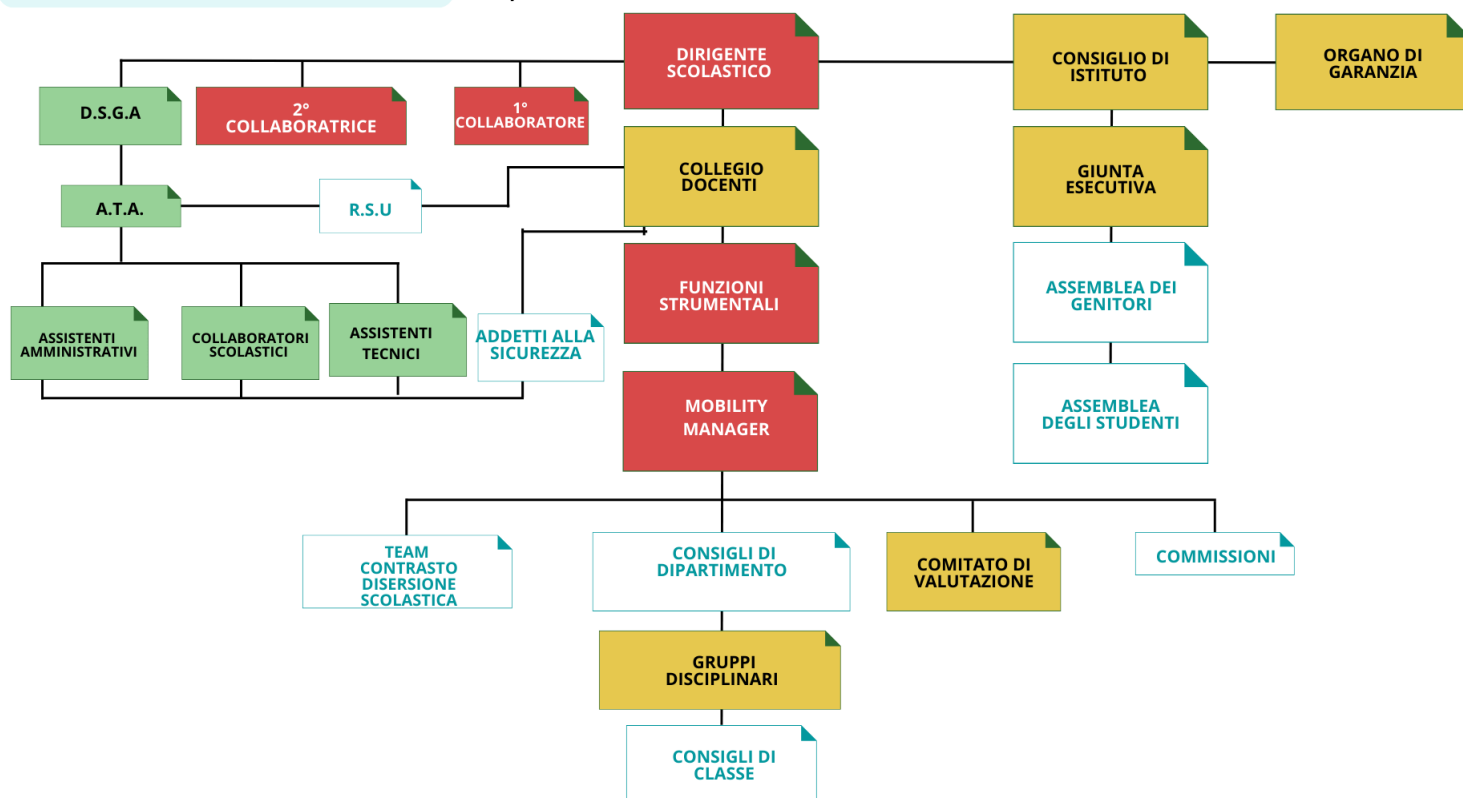 DIRIGENTE
SCOLASTICO
CONSIGLIO DI
ISTITUTO
ORGANO DI
GARANZIA
D.S.G.A
2°
COLLABORATRICE
1°
COLLABORATORE
COLLEGIO
DOCENTI
GIUNTA
ESECUTIVA
A.T.A.
R.S.U
FUNZIONI
STRUMENTALI
ASSEMBLEA DEI
GENITORI
ASSISTENTI
AMMINISTRATIVI
COLLABORATORI
SCOLASTICI
ASSISTENTI
TECNICI
ADDETTI ALLA
SICUREZZA
MOBILITY
MANAGER
ASSEMBLEA
DEGLI STUDENTI
TEAM
CONTRASTO
DISERSIONE
SCOLASTICA
CONSIGLI DI
DIPARTIMENTO
COMITATO DI
VALUTAZIONE
COMMISSIONI
GRUPPI
DISCIPLINARI
CONSIGLI DI
CLASSE